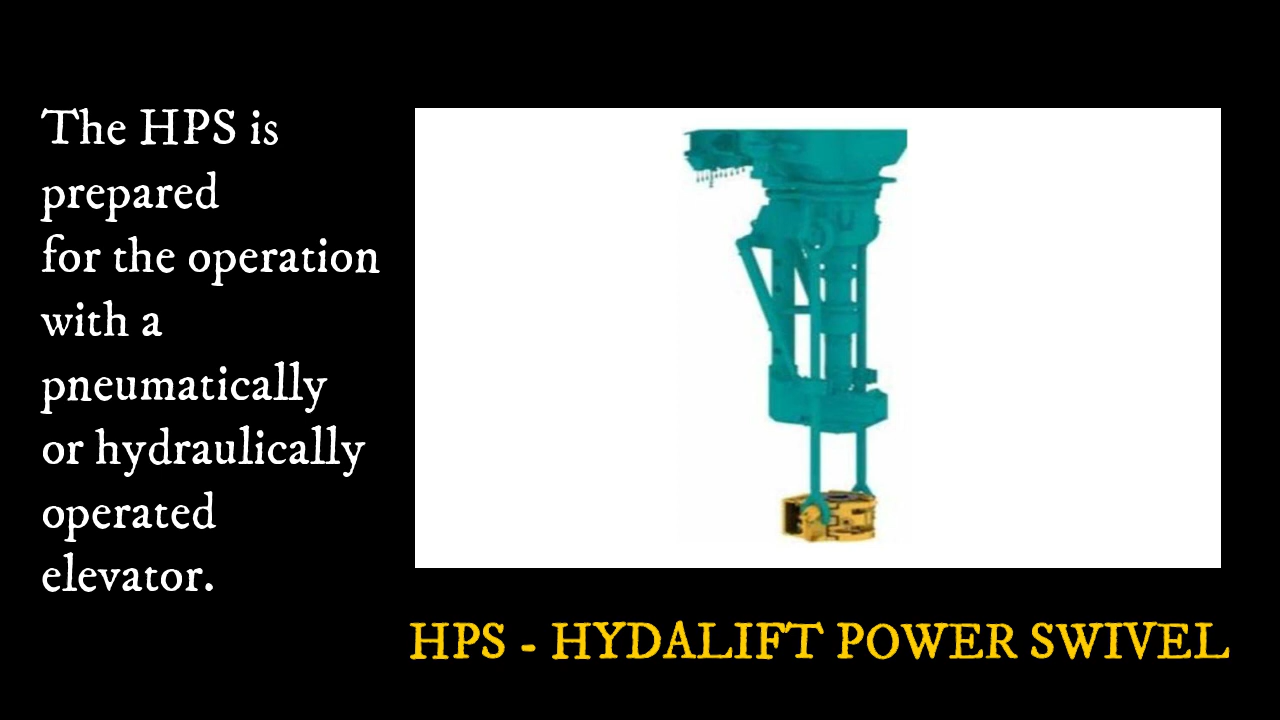 The HPS is
prepared
for the operation
with a
pneumatically
or hydraulically
operated
elevator.
HPS - HYDALIFT POWER SWIVEL